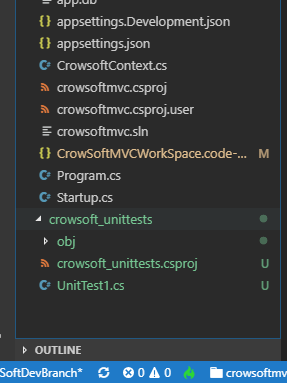 app.db
appsettings.Development.json
appsettings.json
C# CrowsoftContext.cs
crowsoftmvc.csproj
crowsoftmvc.csproj.user
crowsoftmvc.sln
{} CrowSoftMVCWorkSpace.code-... M
C# Program.cs
C# Startup.cs
crowsoft_unittests
obj
crowsoft_unittests.csproj U
C# UnitTest1.cs U
OUTLINE
SoftDevBranch* 0 0 crowsoftmv